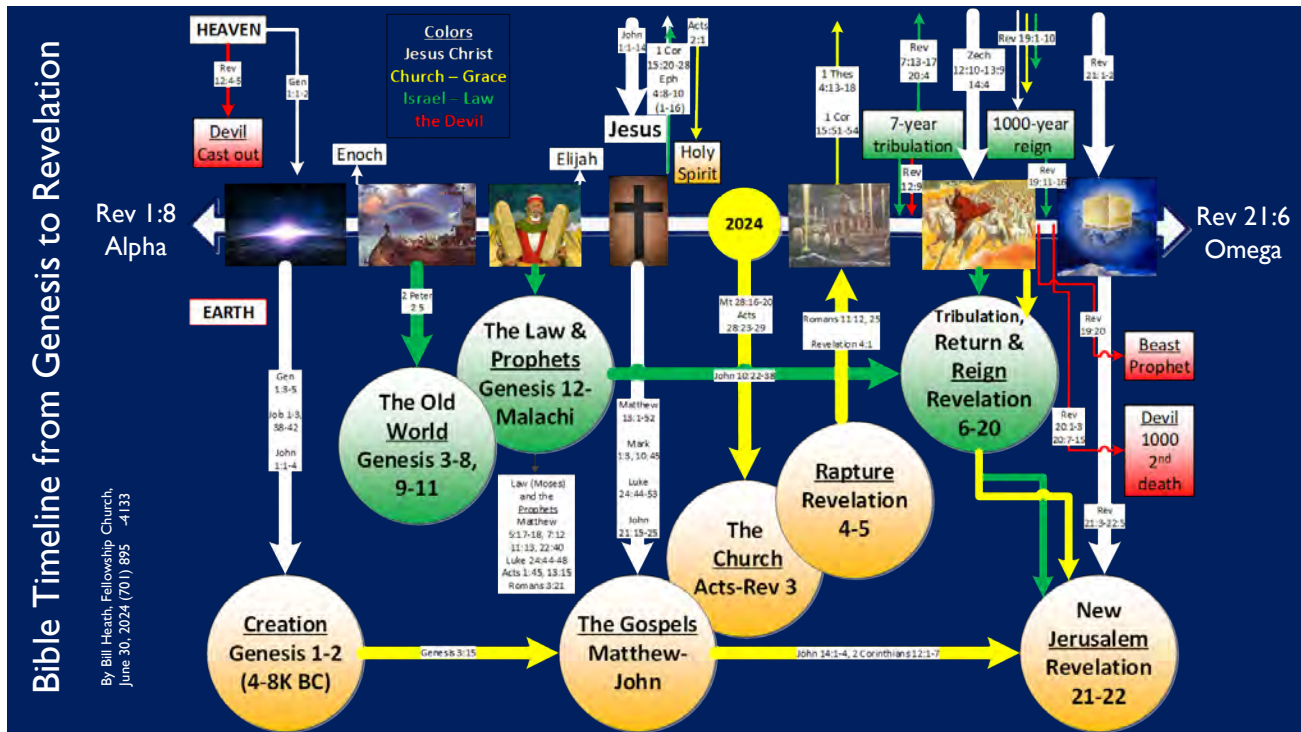 Bible Timeline from Genesis to Revelation
By Bill Heath, Fellowship Church,
June 30, 2024 (701) 895 -4133
HEAVEN
Rev
12:4-5
Devil
Cast out
Gen
1:1-2
Colors
Jesus Christ
Church – Grace
Israel – Law
the Devil
Enoch
Elijah
John
1:1-14
Jesus
1 Cor
15:20-28
Eph
4:8-10
(1-16)
Acts
2:1
Holy
Spirit
1 Thes
4:13-18
1 Cor
15:51-54
Rev
7:13-17
20:4
7-year
tribulation
Rev
12:9
Zech
12:10-13:9
14:4
Rev 19:1-10
1000-year
reign
Rev
19:11-16
Rev
21:1-2
Rev 1:8
Alpha
2024
Rev 21:6
Omega
EARTH
Gen
1:3-5
Job 1-3,
38-42
John
1:1-4
2 Peter
2:5
The Old
World
Genesis 3-8,
9-11
The Law &
Prophets
Genesis 12-
Malachi
Law (Moses)
and the
Prophets
Matthew
5:17-18, 7:12
11:13, 22:40
Luke 24:44-48
Acts 1:45, 13:15
Romans 3:21
Matthew
13:1-52
Mark
1:3, 10:45
Luke
24:44-53
John
21:15-25
Mt 28:16-20
Acts
28:23-29
John 10:22-38
Romans 11:12, 25
Revelation 4:1
Tribulation,
Return &
Reign
Revelation
6-20
Rev
19:20
Beast
Prophet
Rev
20:1-3
20:7-15
Devil
1000
2nd
death
Rapture
Revelation
4-5
The
Church
Acts-Rev 3
Rev
21:3-22:5
Creation
Genesis 1-2
(4-8K BC)
Genesis 3:15
The Gospels
Matthew-
John
John 14:1-4, 2 Corinthians 12:1-7
New
Jerusalem
Revelation
21-22